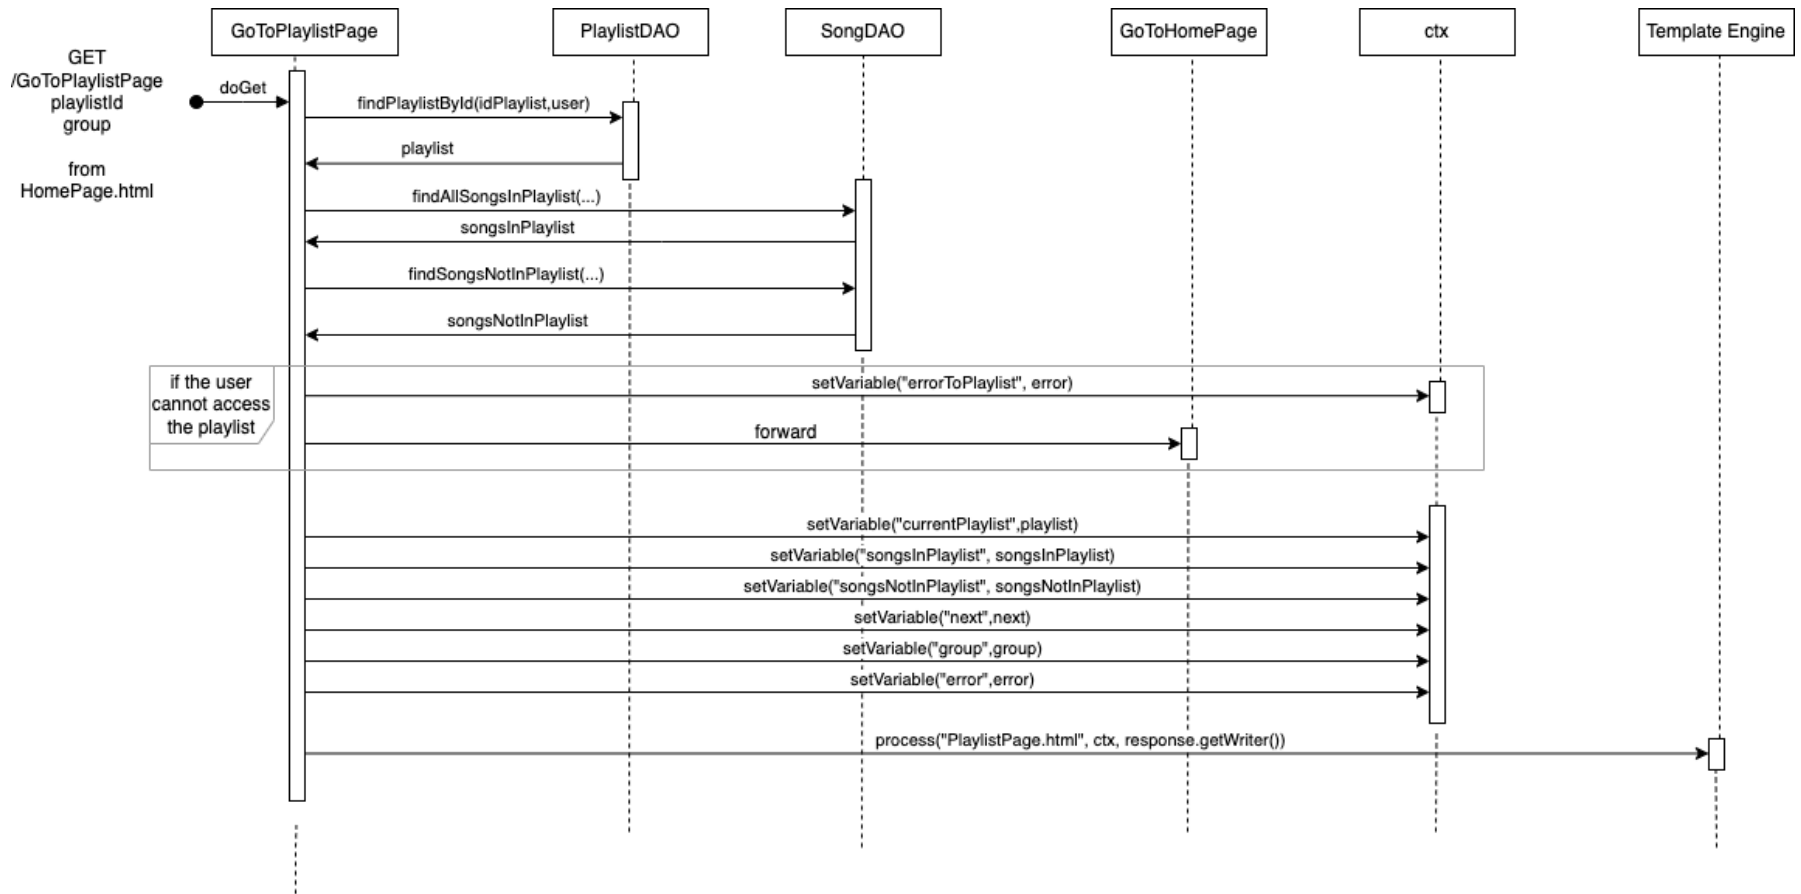 GoToPlaylistPage
PlaylistDAO
SongDAO
GoToHomePage
ctx
Template Engine
GET
/GoToPlaylistPage
playlistId
group
from
HomePage.html
doGet
findPlaylistById(idPlaylist,user)
playlist
findAllSongsInPlaylist(...)
songsInPlaylist
findSongsNotInPlaylist(...)
songsNotInPlaylist
if the user
cannot access
the playlist
setVariable("errorToPlaylist", error)
forward
setVariable("currentPlaylist",playlist)
setVariable("songsInPlaylist", songsInPlaylist)
setVariable("songsNotInPlaylist", songsNotInPlaylist)
setVariable("next",next)
setVariable("group",group)
setVariable("error",error)
process("PlaylistPage.html", ctx, response.getWriter())